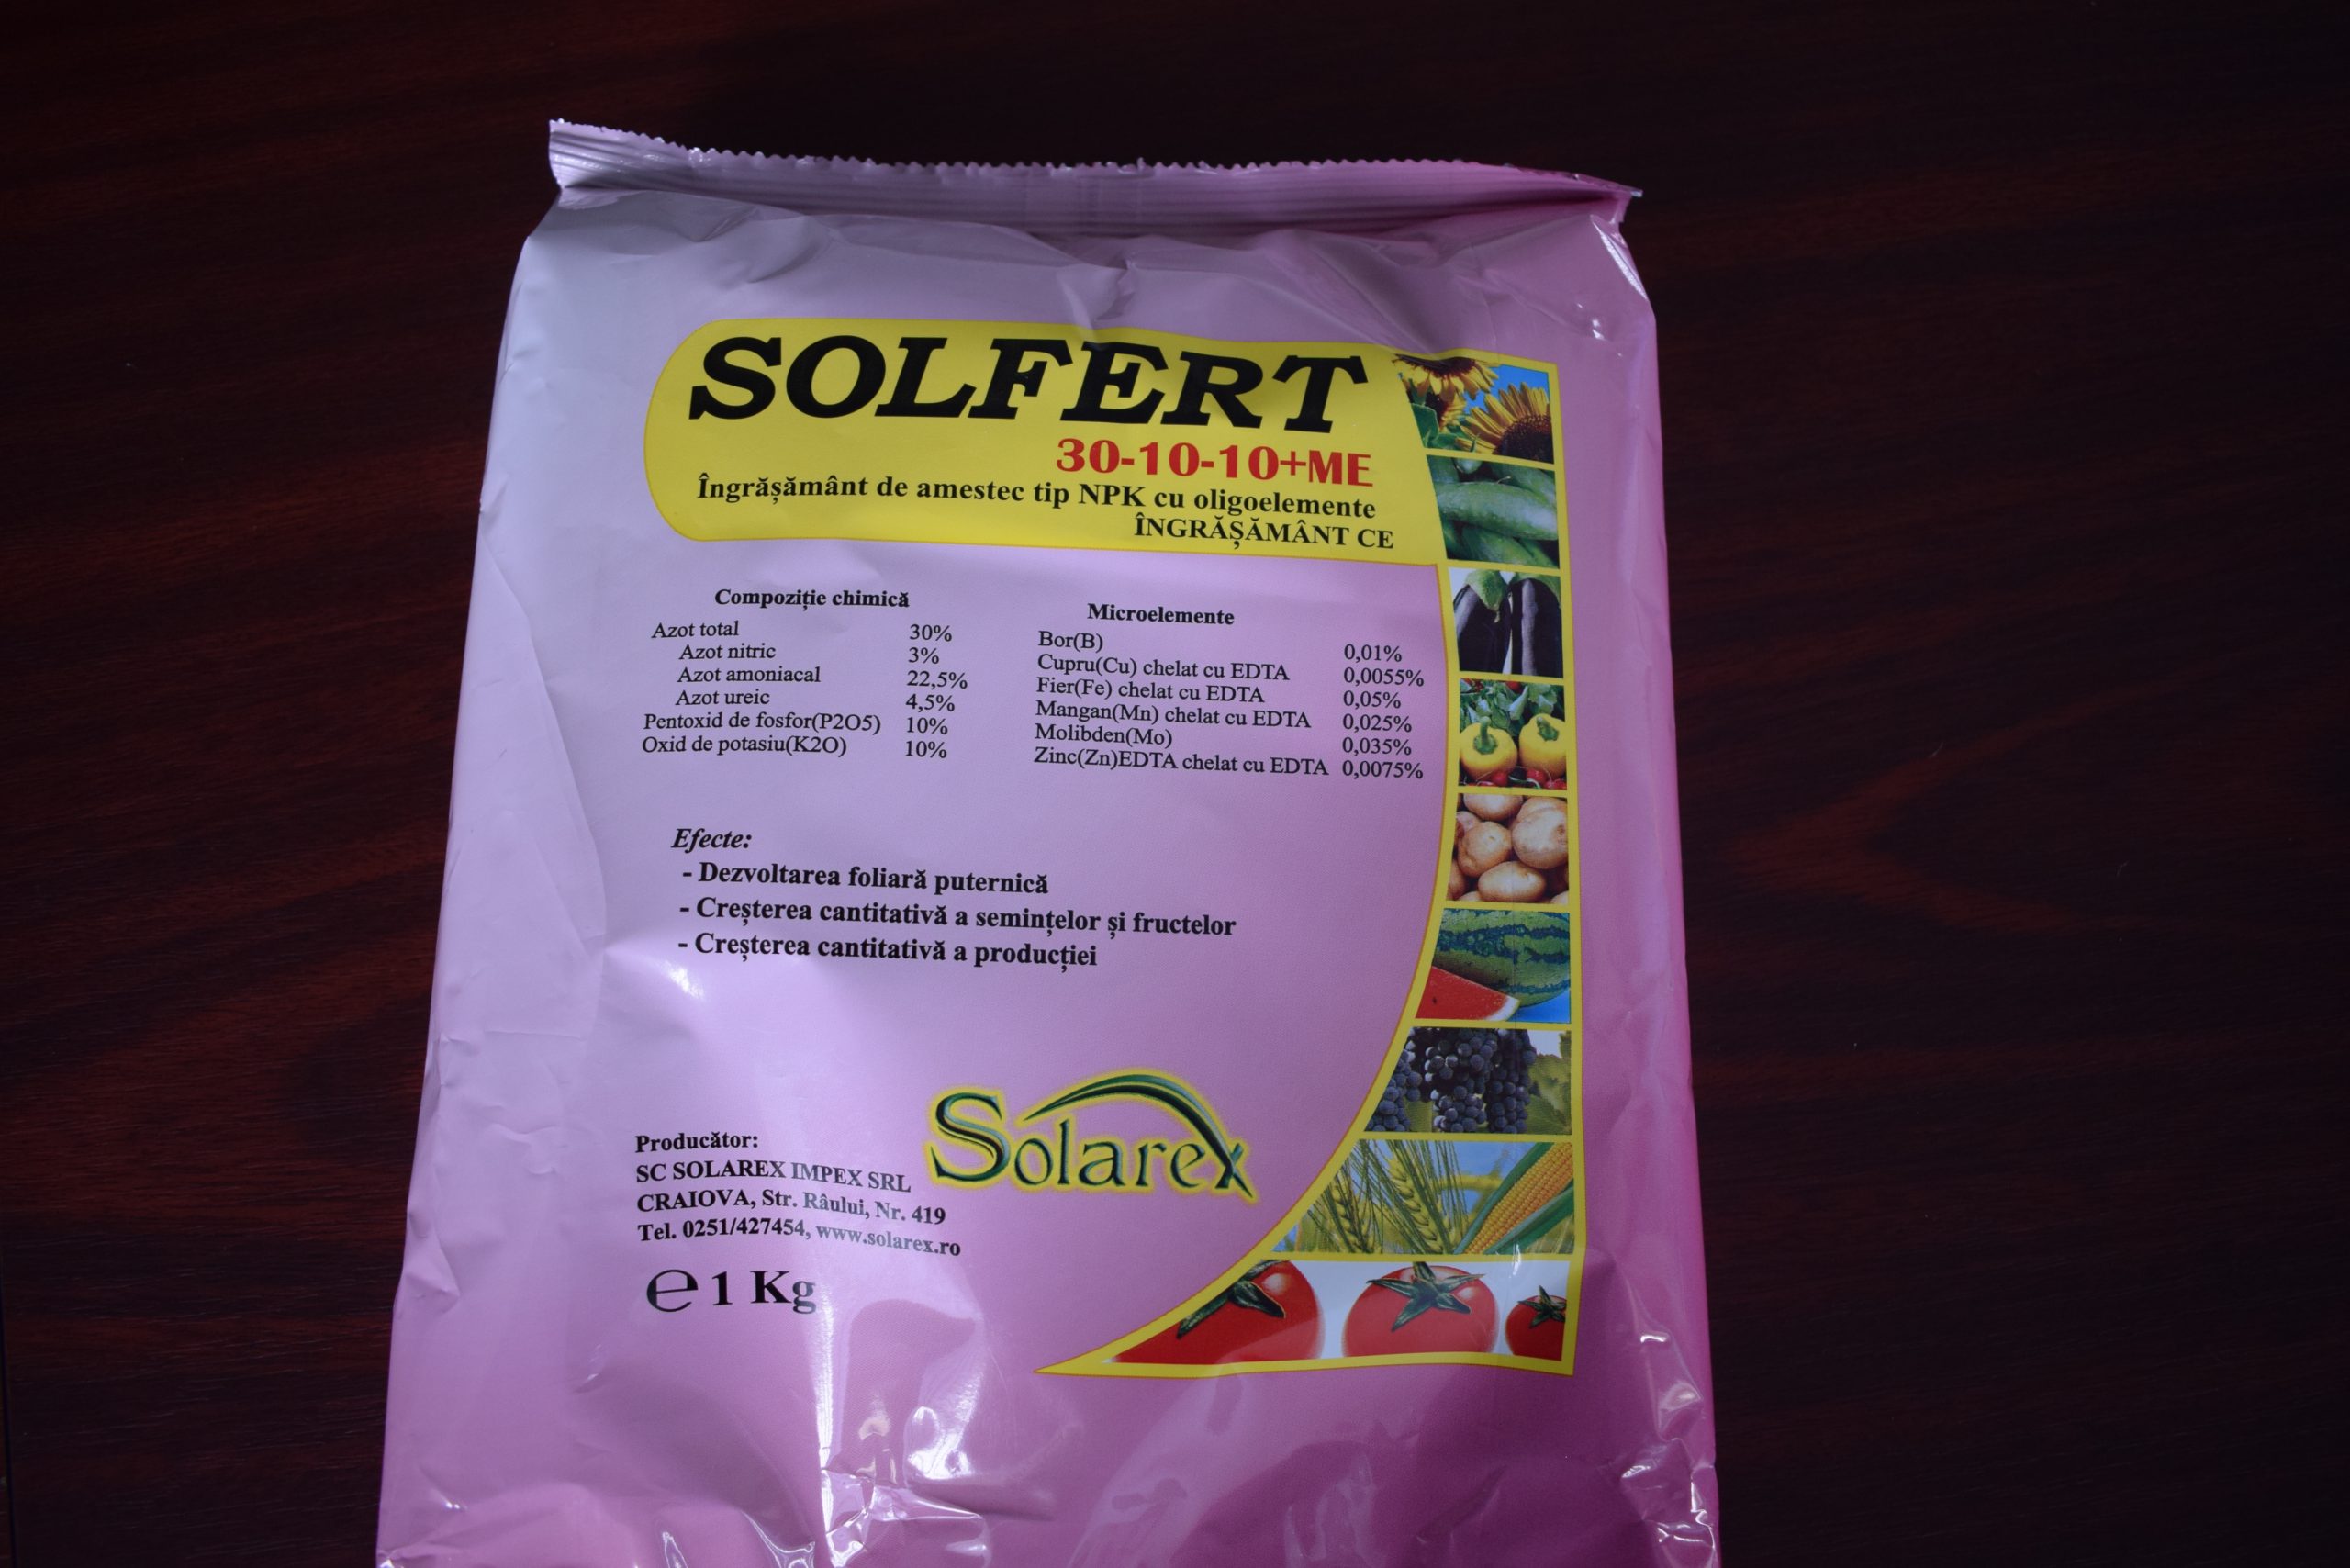 SOLFERT
30-10-10+ME
Îngrășământ de amestec tip NPK cu oligoelemente
ÎNGRĂȘĂMÂNT CE
Compoziție chimică
Azot total 30%
Azot nitric 3%
Azot amoniacal 22,5%
Azot ureic 4,5%
Pentoxid de fosfor(P2O5) 10%
Oxid de potasiu(K2O) 10%
Microelemente
Bor(B) 0,01%
Cupru(Cu) chelat cu EDTA 0,0055%
Fier(Fe) chelat cu EDTA 0,05%
Mangan(Mn) chelat cu EDTA 0,025%
Molibden(Mo) 0,035%
Zinc(Zn)EDTA chelat cu EDTA 0,0075%
Efecte:
- Dezvoltarea foliară puternică
- Creșterea cantitativă a semințelor și fructelor
- Creșterea cantitativă a producției
Solarex
Producător:
SC SOLAREX IMPEX SRL
CRAIOVA, Str. Râului, Nr. 419
Tel. 0251/427454, www.solarex.ro
℮ 1 Kg